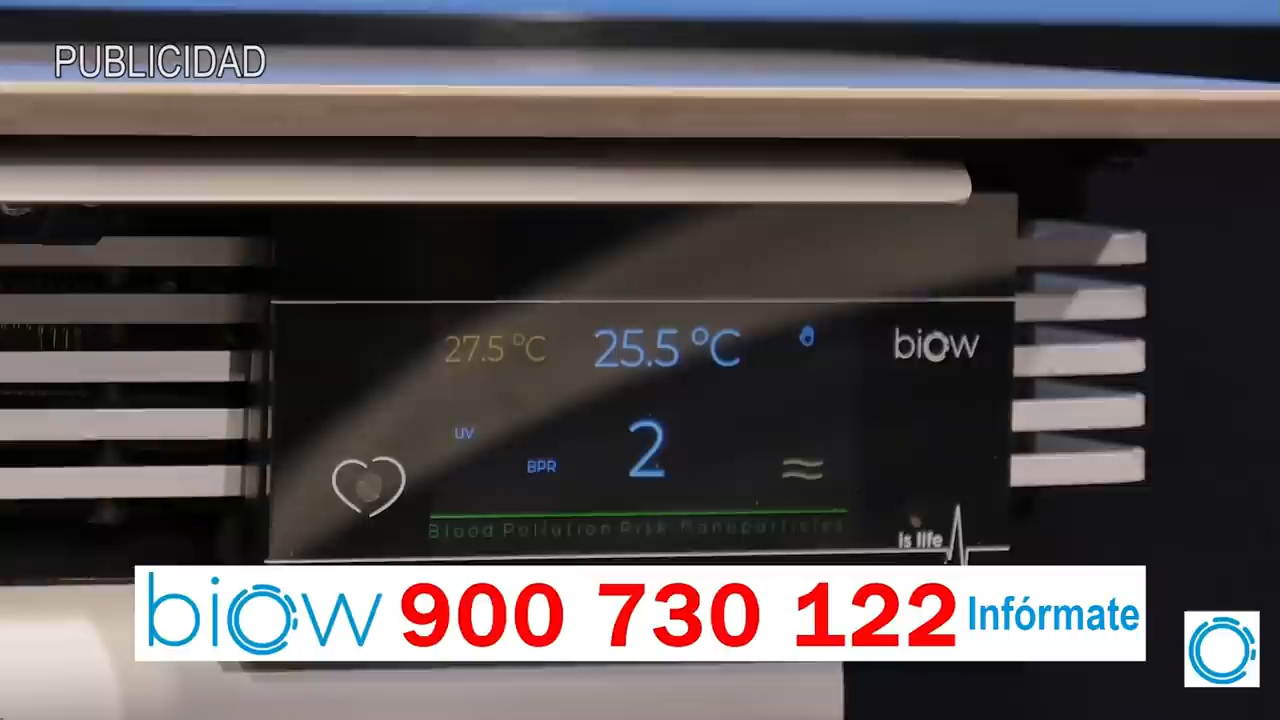 PUBLICIDAD
27.5 °C 25.5 °C
biow
UV
BPR
2
Blood Pollution Risk Nanoparticles
is life
biow 900 730 122 Infórmate